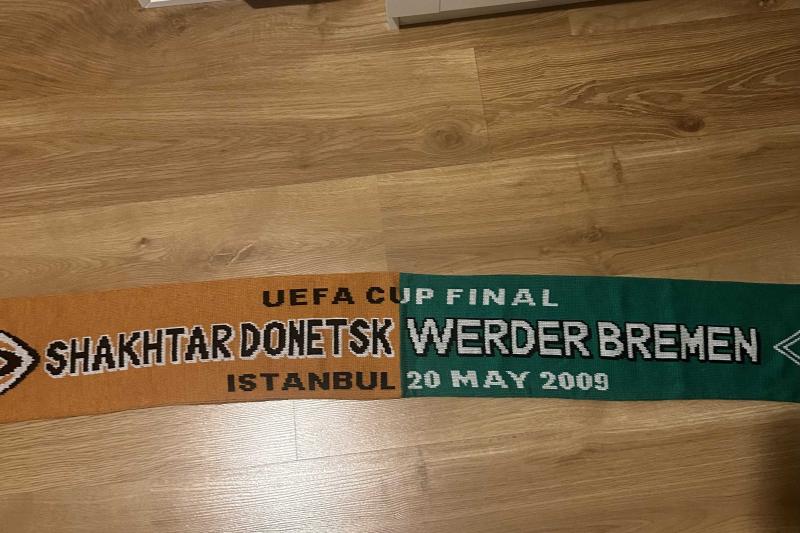 UEFA CUP FINAL
SHAKHTAR DONETSK WERDER BREMEN
ISTANBUL 20 MAY 2009